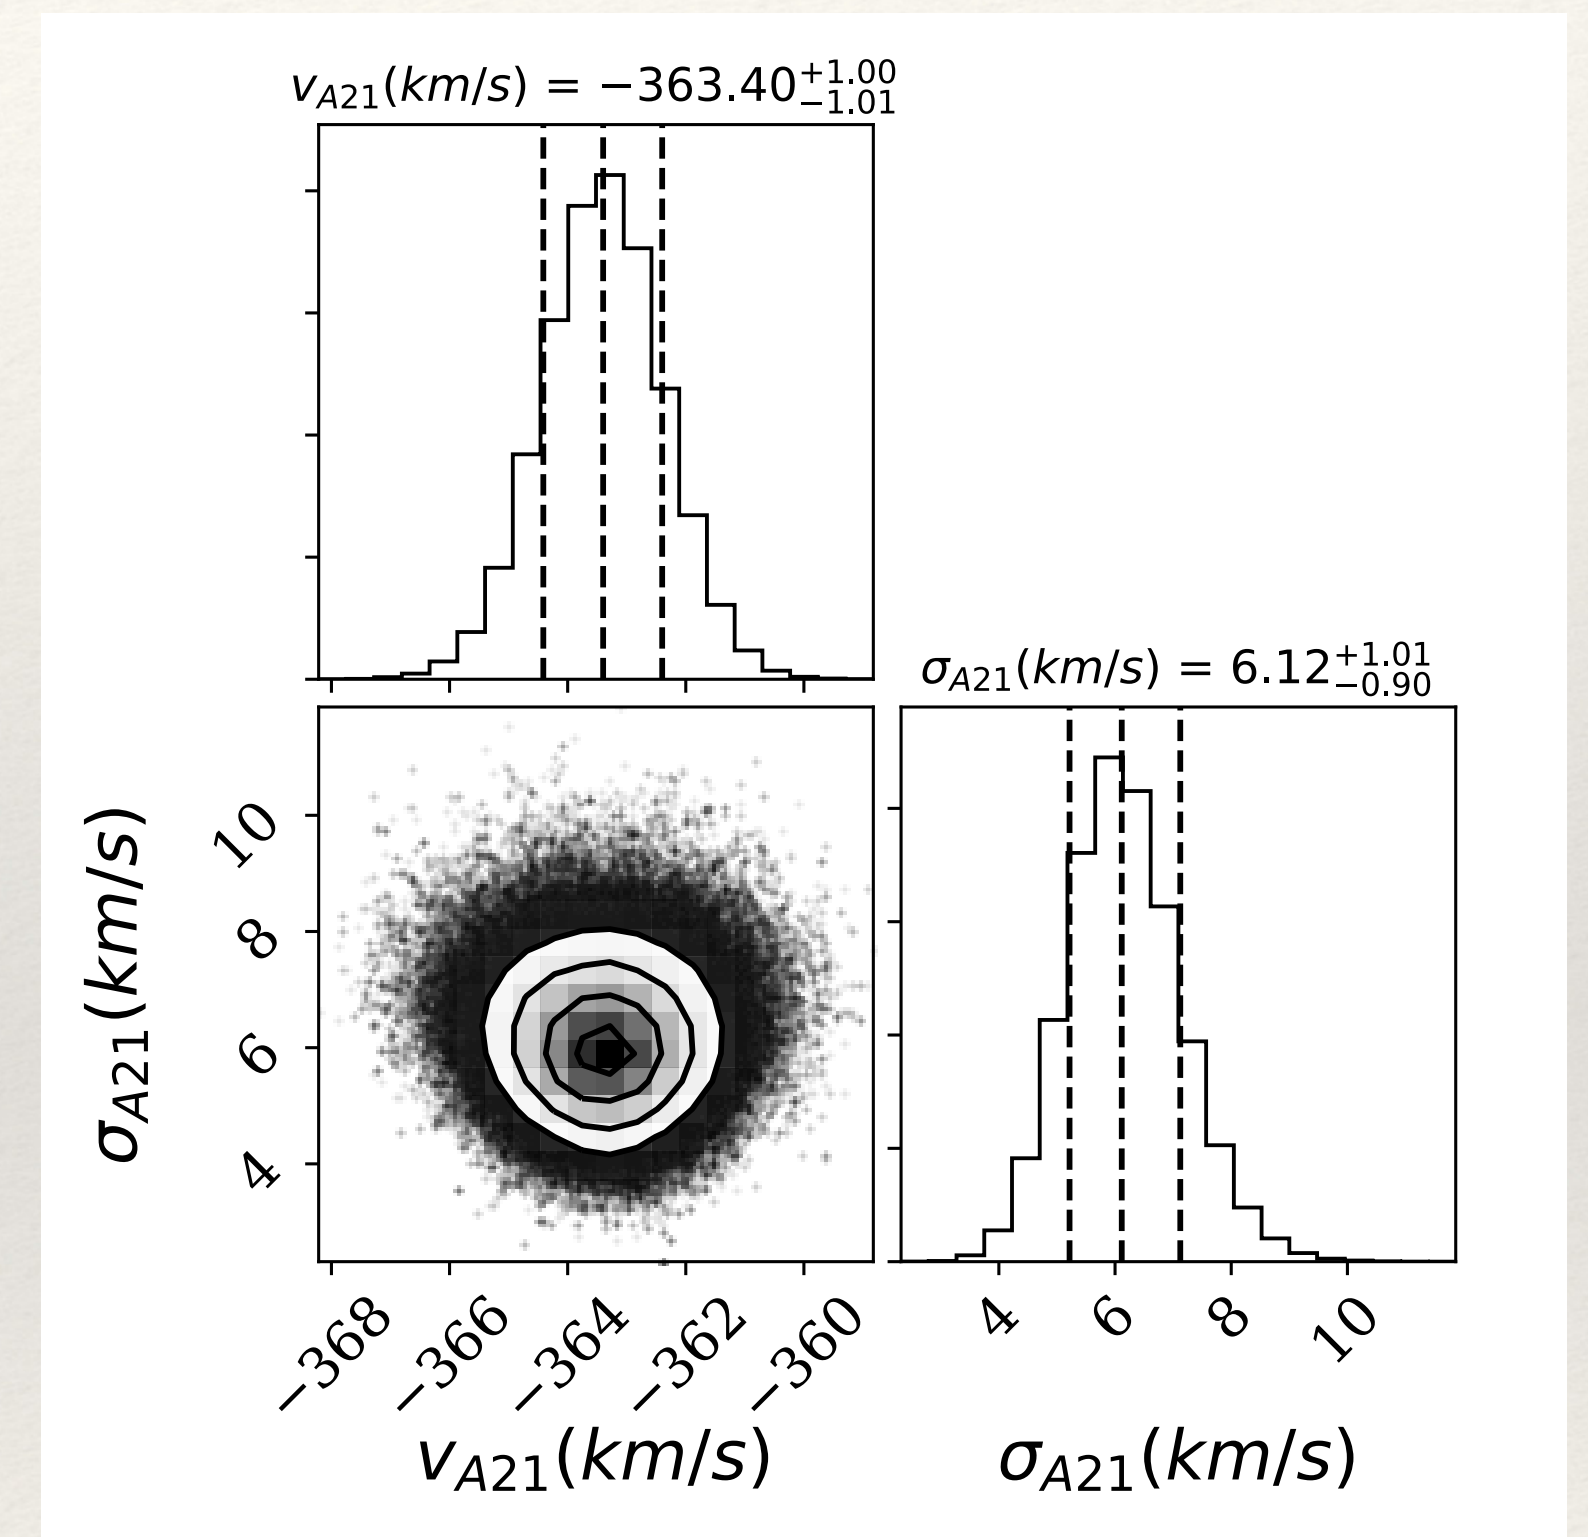 v_A21(km/s) = −363.40 +1.00 −1.01
σ_A21(km/s) = 6.12 +1.01 −0.90
σ_A21(km/s)
10
8
6
4
−368 −366 −364 −362 −360
4 6 8 10
v_A21(km/s)
σ_A21(km/s)